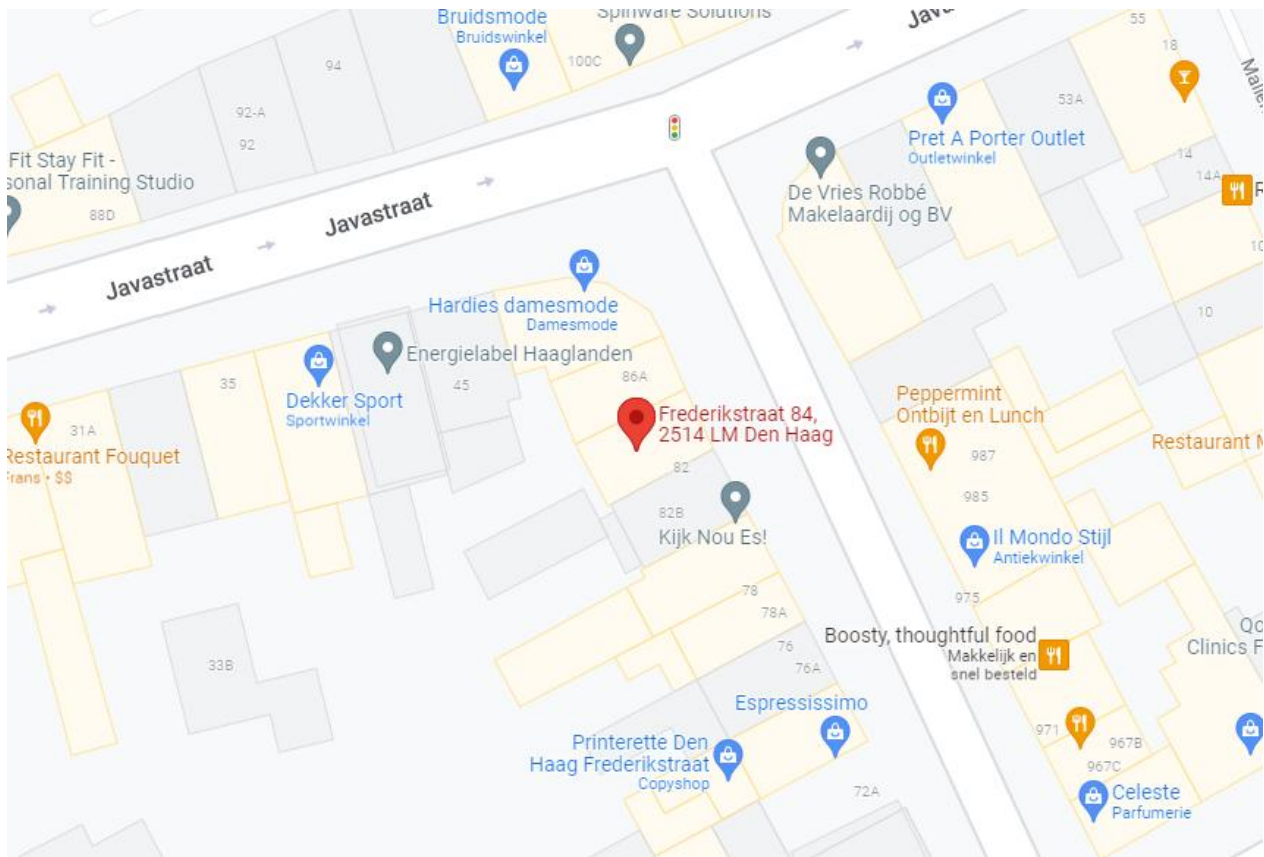 Bruidsmode
Bruidswinkel
Spinware Solutions
100C
94
92-A
92
55
18
53A
Pret A Porter Outlet
Outletwinkel
Fit Stay Fit -
sonal Training Studio
88D
14
14A
De Vries Robbé
Makelaardij og BV
Javastraat
Javastraat
Hardies damesmode
Damesmode
10
Energielabel Haaglanden
86A
35
45
Dekker Sport
Sportwinkel
Peppermint
Ontbijt en Lunch
Frederikstraat 84,
2514 LM Den Haag
31A
Restaurant Fouquet
Frans • $$
Restaurant M
987
82
985
82B
Kijk Nou Es!
Il Mondo Stijl
Antiekwinkel
78
975
78A
Boosty, thoughtful food
Makkelijk en
snel besteld
76
76A
33B
Clinics F
Espressissimo
971
967B
967C
Printerette Den
Haag Frederikstraat
Copyshop
72A
Celeste
Parfumerie